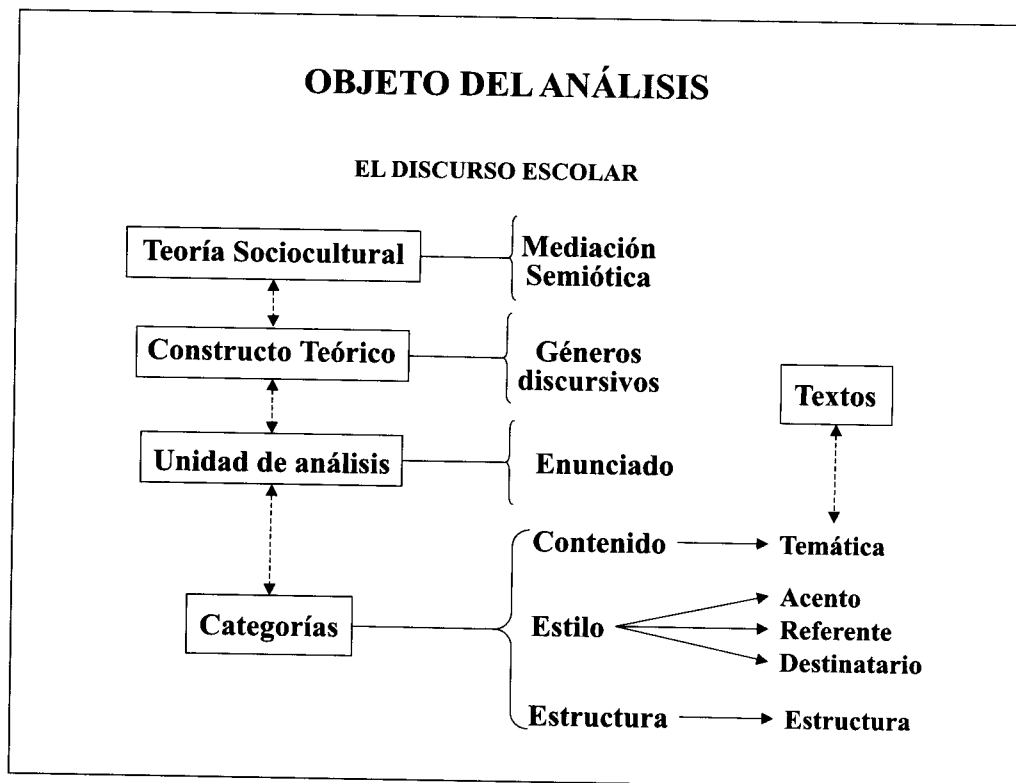 OBJETO DEL ANÁLISIS
EL DISCURSO ESCOLAR
Teoría Sociocultural
Mediación
Semiótica
Constructo Teórico
Géneros
discursivos
Textos
Unidad de análisis
Enunciado
Contenido
Temática
Categorías
Estilo
Acento
Referente
Destinatario
Estructura
Estructura